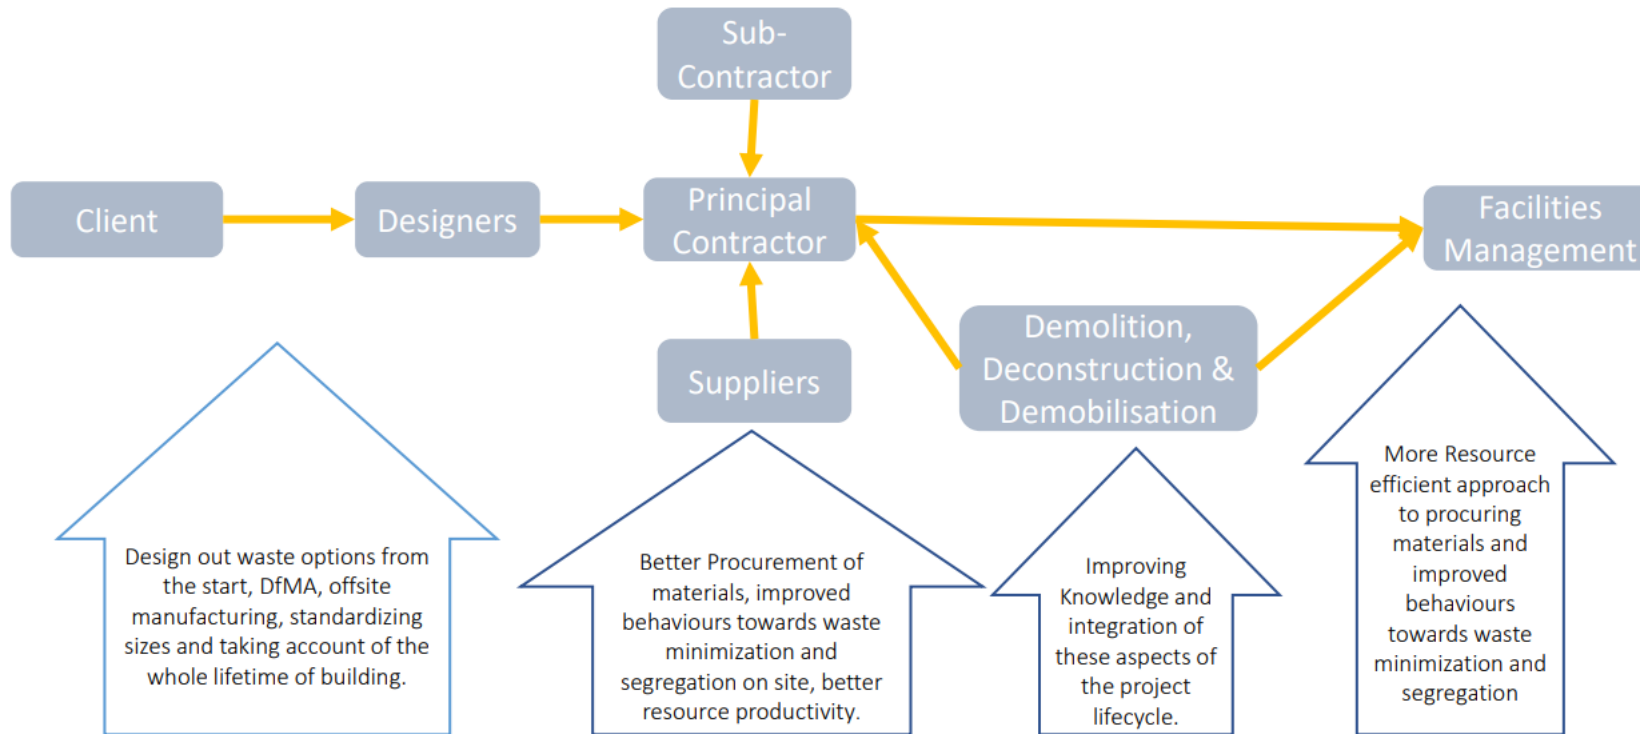 Sub-
Contractor
Client
Designers
Principal
Contractor
Facilities
Management
Suppliers
Demolition,
Deconstruction &
Demobilisation
Design out waste options from
the start, DfMA, offsite
manufacturing, standardizing
sizes and taking account of the
whole lifetime of building.
Better Procurement of
materials, improved
behaviours towards waste
minimization and
segregation on site, better
resource productivity.
Improving
Knowledge and
integration of
these aspects of
the project
lifecycle.
More Resource
efficient approach
to procuring
materials and
improved
behaviours
towards waste
minimization and
segregation